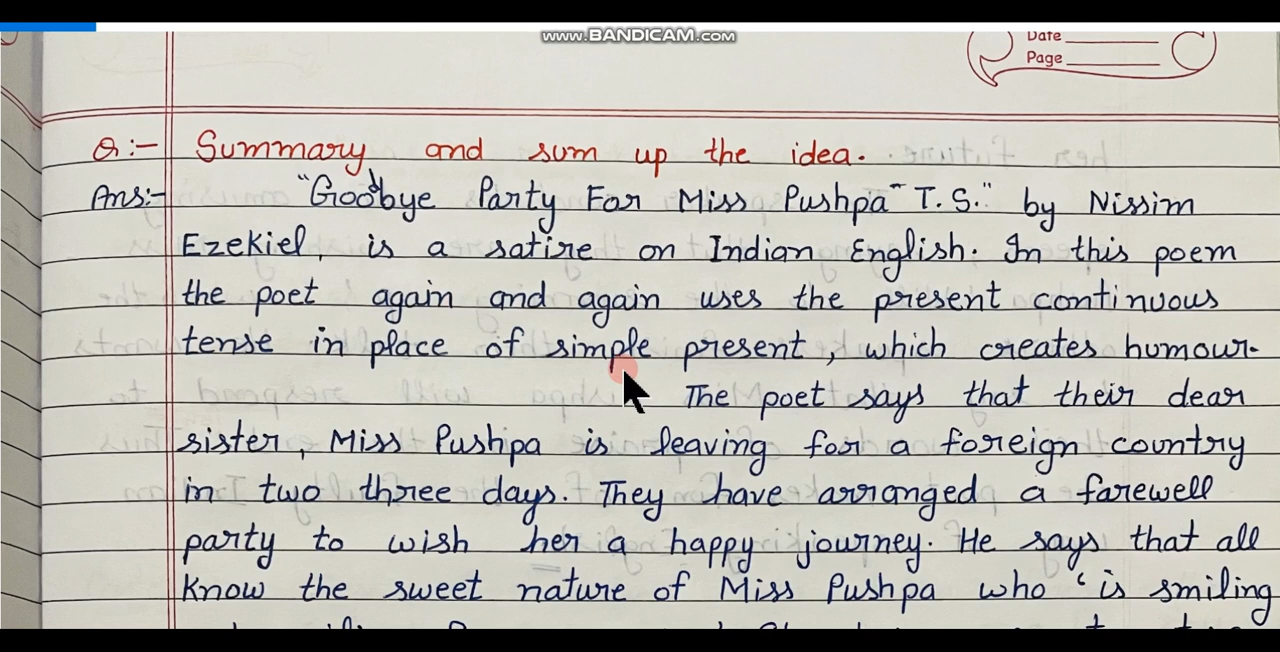 www.BANDICAM.com
Date
Page
Q:- Summary and sum up the idea.
Ans:- "Goodbye Party For Miss Pushpa T.S." by Nissim
Ezekiel, is a satire on Indian English. In this poem
the poet again and again uses the present continuous
tense in place of simple present, which creates humour.
The poet says that their dear
sister, Miss Pushpa is leaving for a foreign country
in two three days. They have arranged a farewell
party to wish her a happy journey. He says that all
know the sweet nature of Miss Pushpa who 'is smiling